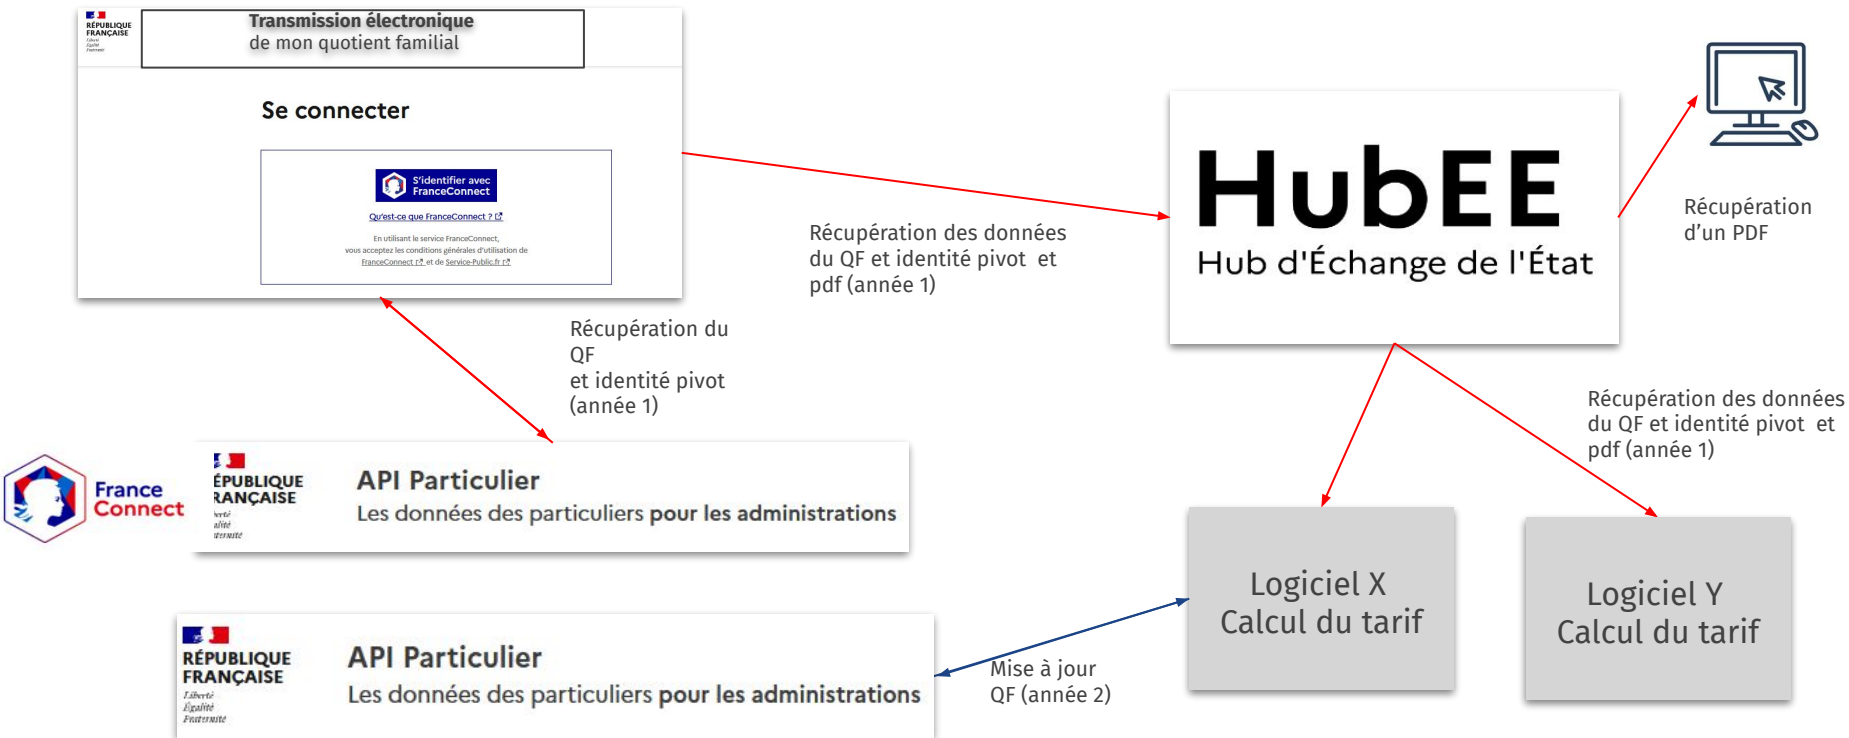 RÉPUBLIQUE
FRANÇAISE
Liberté
Égalité
Fraternité
Transmission électronique
de mon quotient familial
Se connecter
S'identifier avec
FranceConnect
Qu'est-ce que FranceConnect ?
En utilisant le service FranceConnect,
vous acceptez les conditions générales d'utilisation de
FranceConnect et de Service-Public.fr
Récupération des données
du QF et identité pivot et
pdf (année 1)
HubEE
Hub d'Échange de l'État
Récupération
d'un PDF
Récupération du
QF
et identité pivot
(année 1)
Récupération des données
du QF et identité pivot et
pdf (année 1)
France
Connect
ÉPUBLIQUE
RANÇAISE
berté
alité
aternité
API Particulier
Les données des particuliers pour les administrations
Logiciel X
Calcul du tarif
Logiciel Y
Calcul du tarif
RÉPUBLIQUE
FRANÇAISE
Liberté
Égalité
Fraternité
API Particulier
Les données des particuliers pour les administrations
Mise à jour
QF (année 2)